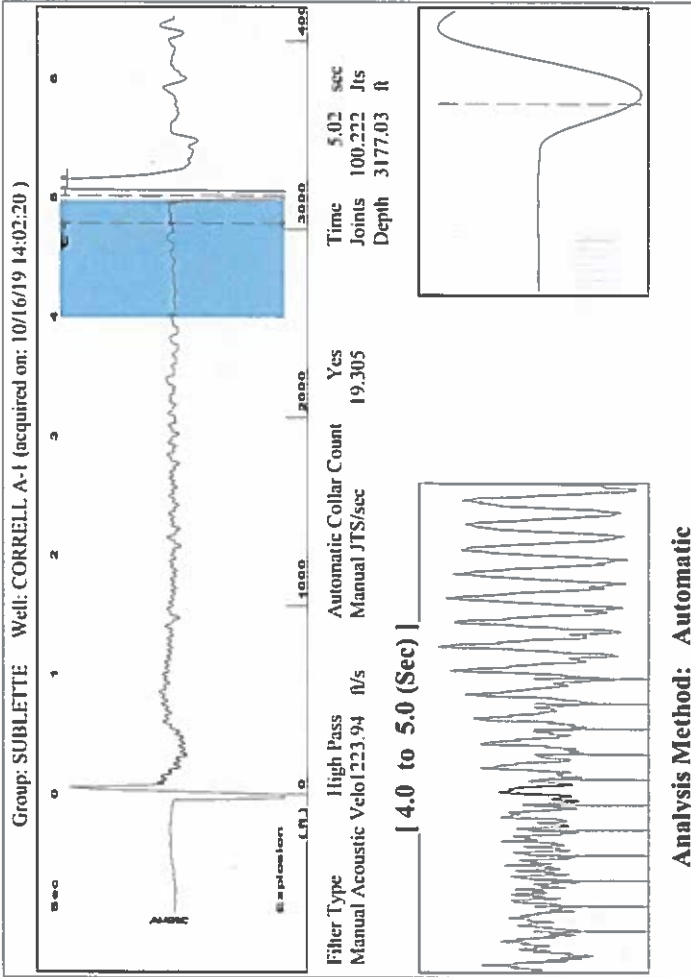 Group: SUBLETTE Well: CORRELL A-1 (acquired on: 10/16/19 14:02:20 )
Sec 0 1 2 3 4 5 6
Explosion
(ft) 0 1000 2000 3000 400
Filter Type High Pass Automatic Collar Count Yes Time 5.02 sec
Manual Acoustic Velo1223.94 ft/s Manual JTS/sec 19.305 Joints 100.222 Jts
Depth 3177.03 ft
[ 4.0 to 5.0 (Sec) ]
Analysis Method: Automatic